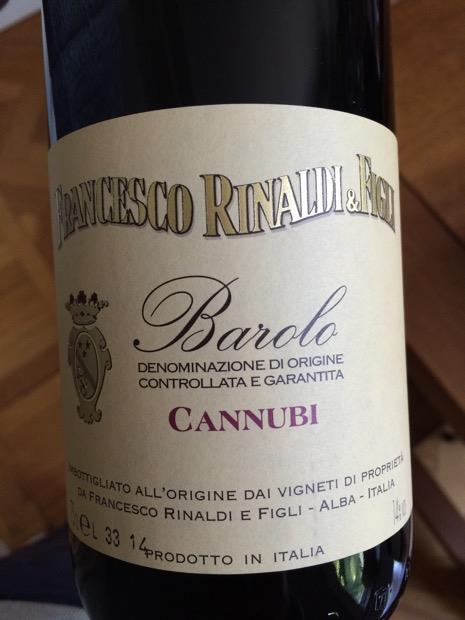 FRANCESCO RINALDI & FIGLI
Barolo
DENOMINAZIONE DI ORIGINE
CONTROLLATA E GARANTITA
CANNUBI
IMBOTTIGLIATO ALL'ORIGINE DAI VIGNETI DI PROPRIETÀ
DA FRANCESCO RINALDI E FIGLI - ALBA - ITALIA
e L 33 14
PRODOTTO IN ITALIA